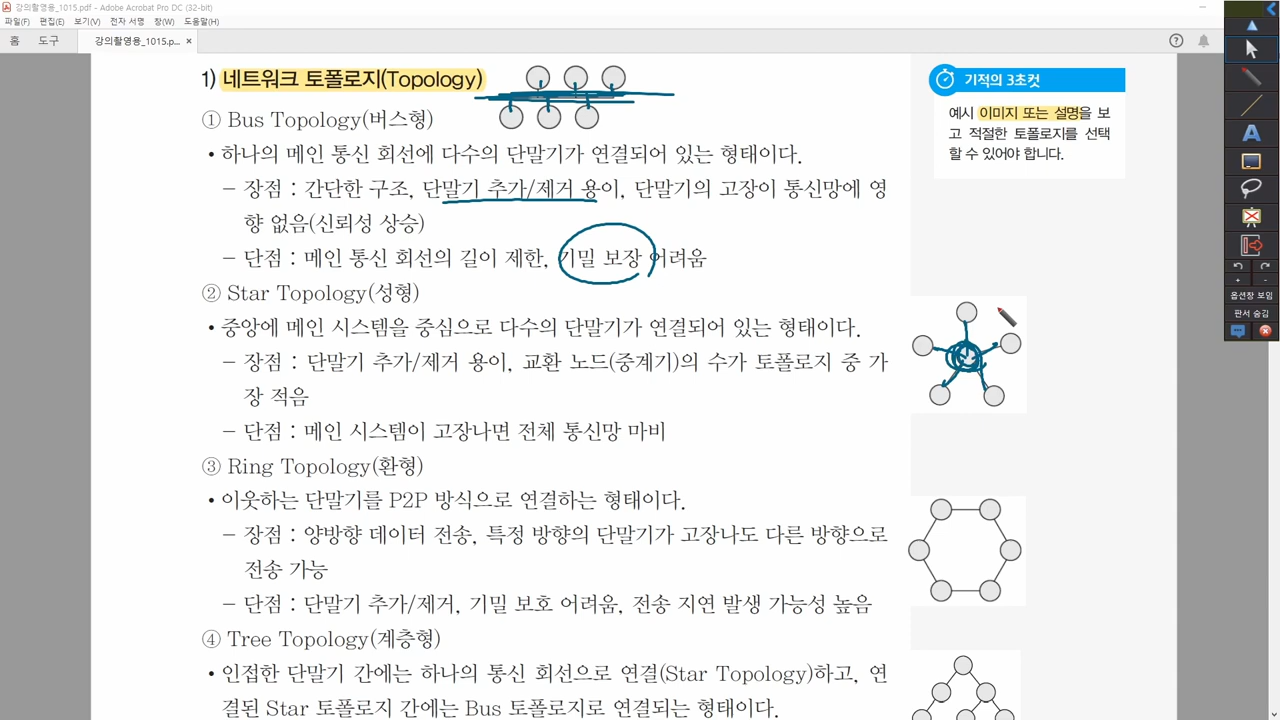 강의촬영용_1015.pdf - Adobe Acrobat Pro DC (32-bit)
파일(F) 편집(E) 보기(V) 전자 서명 창(W) 도움말(H)
홈 도구 강의촬영용_1015.p... ×
1) 네트워크 토폴로지(Topology)
① Bus Topology(버스형)
• 하나의 메인 통신 회선에 다수의 단말기가 연결되어 있는 형태이다.
– 장점 : 간단한 구조, 단말기 추가/제거 용이, 단말기의 고장이 통신망에 영
향 없음(신뢰성 상승)
– 단점 : 메인 통신 회선의 길이 제한, 기밀 보장 어려움
② Star Topology(성형)
• 중앙에 메인 시스템을 중심으로 다수의 단말기가 연결되어 있는 형태이다.
– 장점 : 단말기 추가/제거 용이, 교환 노드(중계기)의 수가 토폴로지 중 가
장 적음
– 단점 : 메인 시스템이 고장나면 전체 통신망 마비
③ Ring Topology(환형)
• 이웃하는 단말기를 P2P 방식으로 연결하는 형태이다.
– 장점 : 양방향 데이터 전송, 특정 방향의 단말기가 고장나도 다른 방향으로
전송 가능
– 단점 : 단말기 추가/제거, 기밀 보호 어려움, 전송 지연 발생 가능성 높음
④ Tree Topology(계층형)
• 인접한 단말기 간에는 하나의 통신 회선으로 연결(Star Topology)하고, 연
결된 Star 토폴로지 간에는 Bus 토폴로지로 연결되는 형태이다.
기적의 3초컷
예시 이미지 또는 설명을 보
고 적절한 토폴로지를 선택
할 수 있어야 합니다.
A
옵션장 보임
판서 숨김